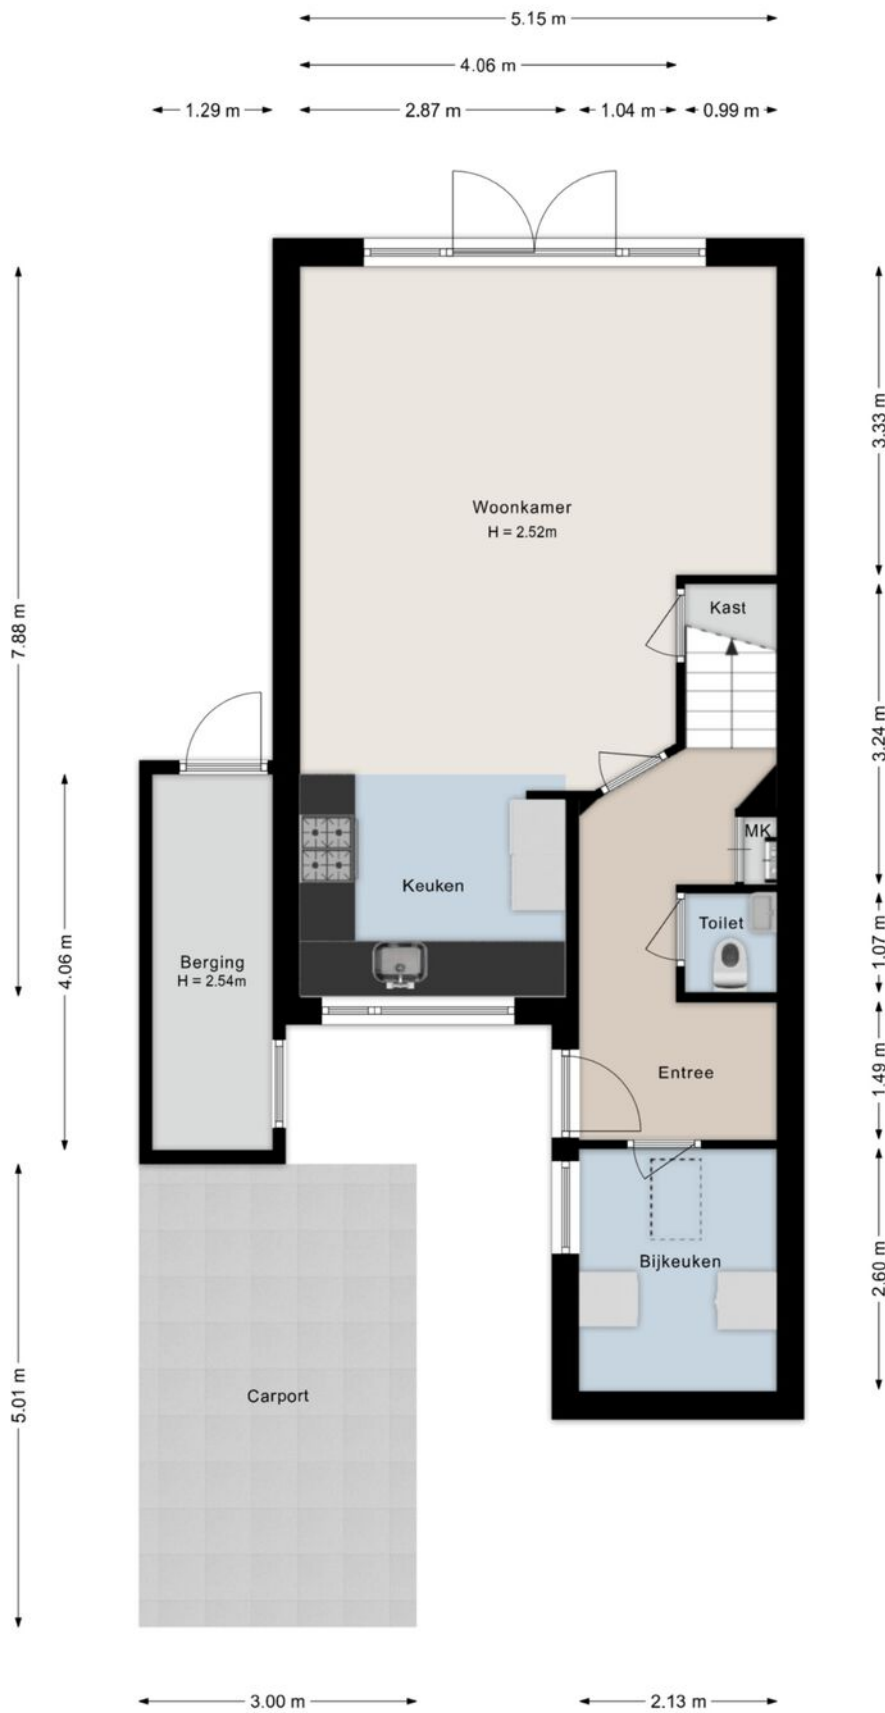 5.15 m
4.06 m
1.29 m
2.87 m
1.04 m
0.99 m
3.33 m
Woonkamer
H = 2.52m
Kast
7.88 m
3.24 m
MK
Keuken
Toilet
1.07 m
4.06 m
Berging
H = 2.54m
Entree
1.49 m
Bijkeuken
2.60 m
Carport
5.01 m
3.00 m
2.13 m